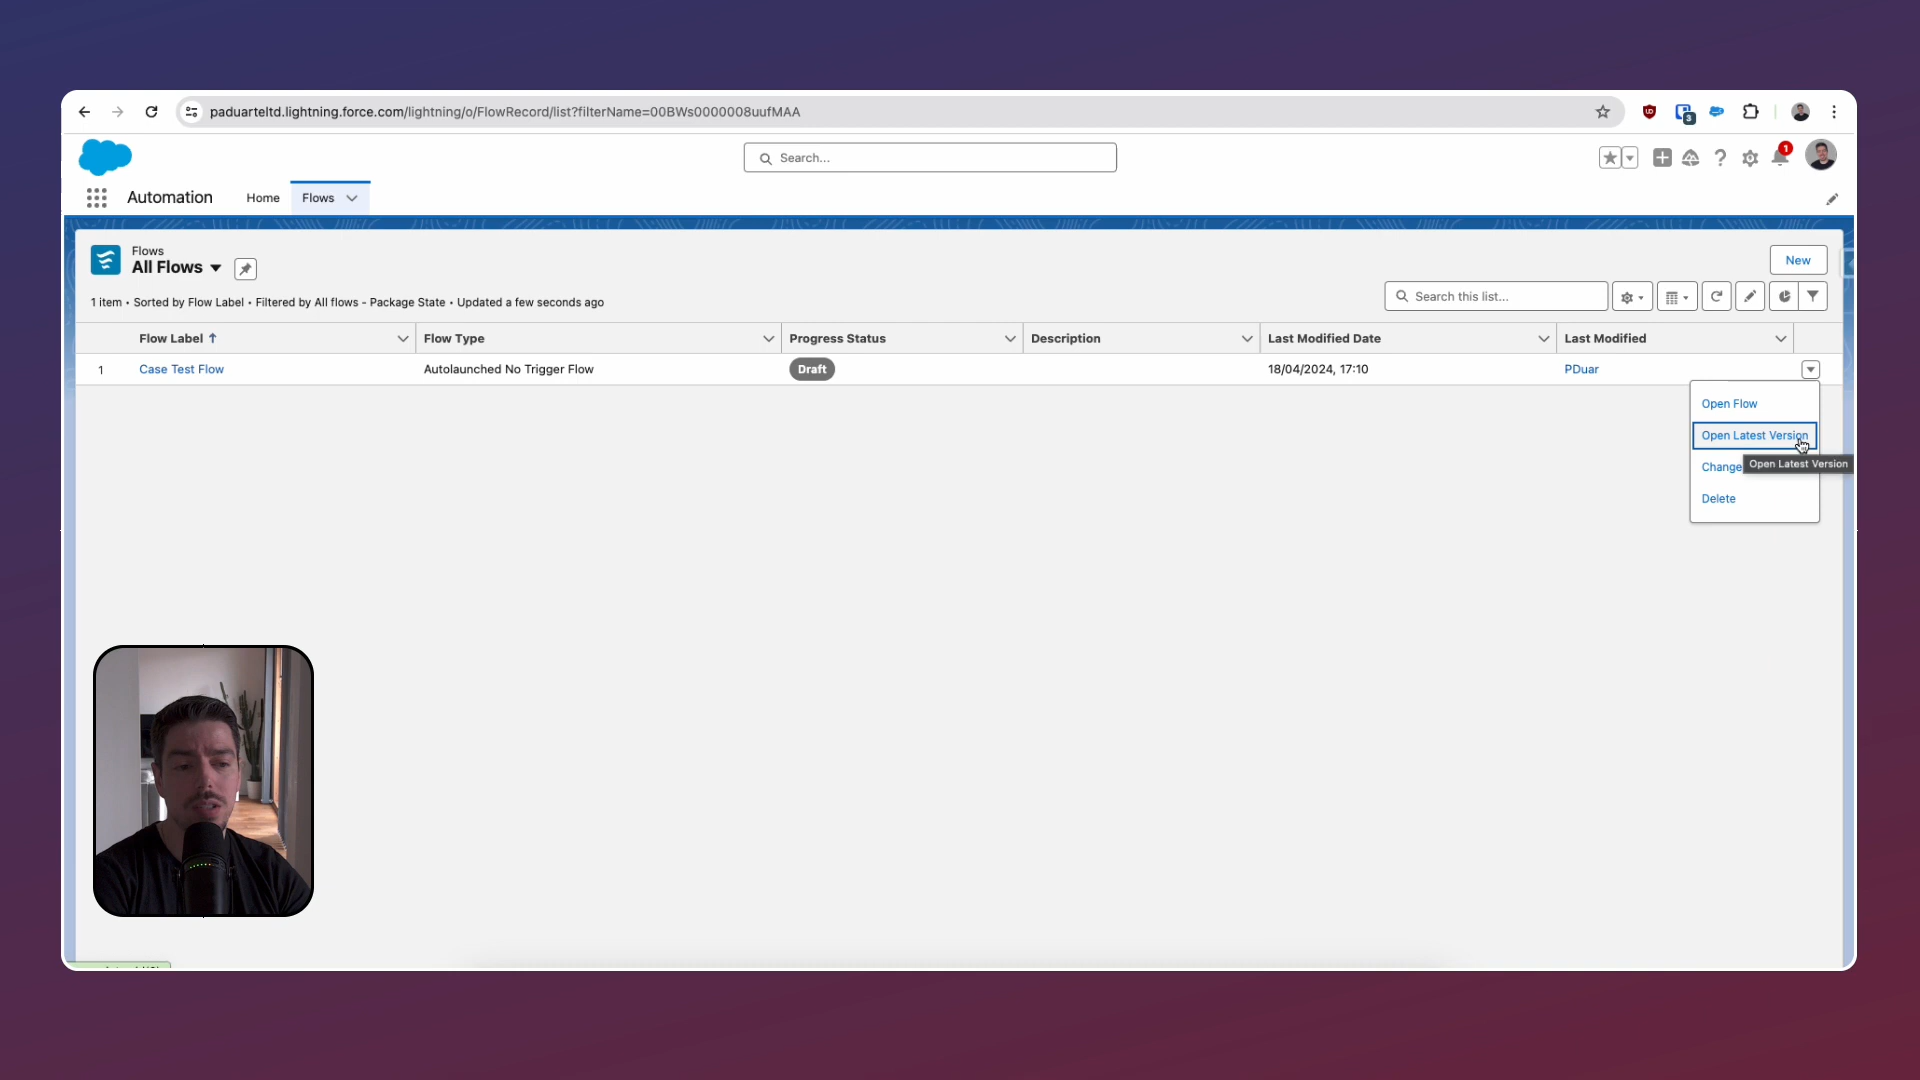 paduarteltd.lightning.force.com/lightning/o/FlowRecord/list?filterName=00BWs0000008uufMAA
3
Search...
1
Automation
Home
Flows
Flows
All Flows
New
1 item • Sorted by Flow Label • Filtered by All flows - Package State • Updated a few seconds ago
Search this list...
Flow Label
Flow Type
Progress Status
Description
Last Modified Date
Last Modified
1
Case Test Flow
Autolaunched No Trigger Flow
Draft
18/04/2024, 17:10
PDuar
Open Flow
Open Latest Version
Change
Open Latest Version
Delete